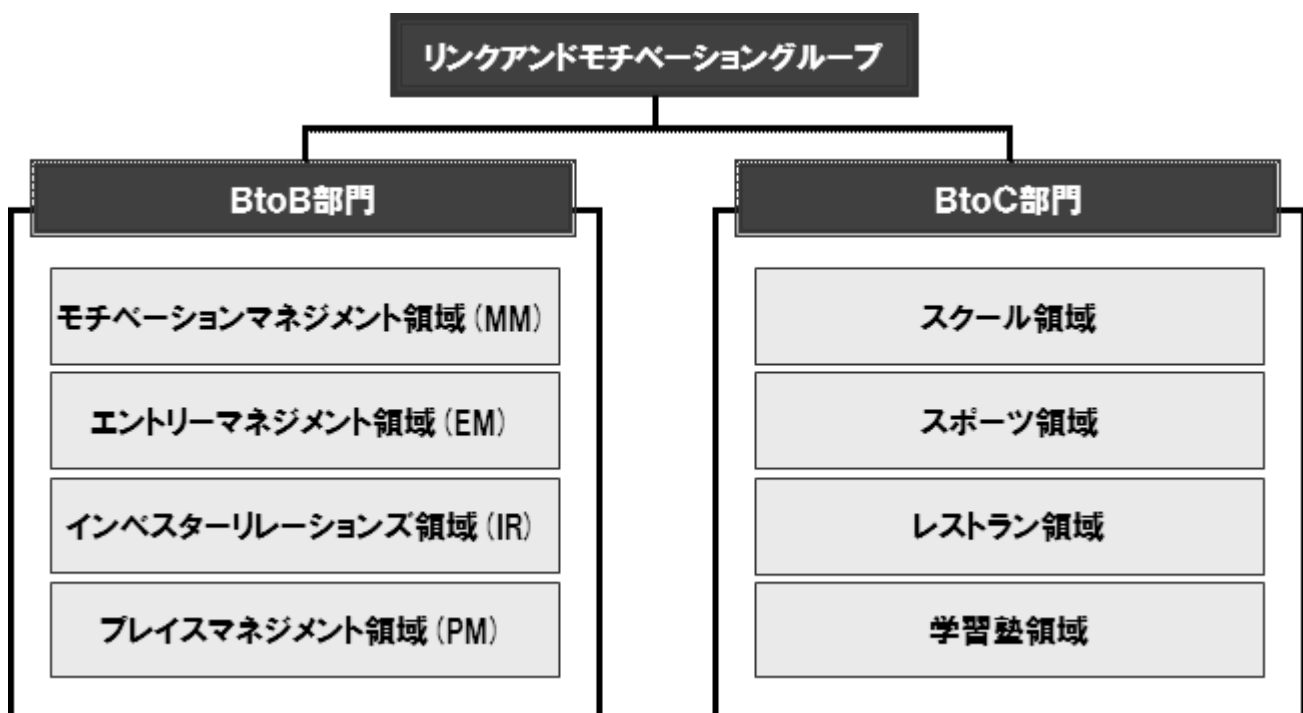 リンクアンドモチベーショングループ
BtoB部門
モチベーションマネジメント領域(MM)
エントリーマネジメント領域(EM)
インベスターリレーションズ領域(IR)
プレイスマネジメント領域(PM)
BtoC部門
スクール領域
スポーツ領域
レストラン領域
学習塾領域